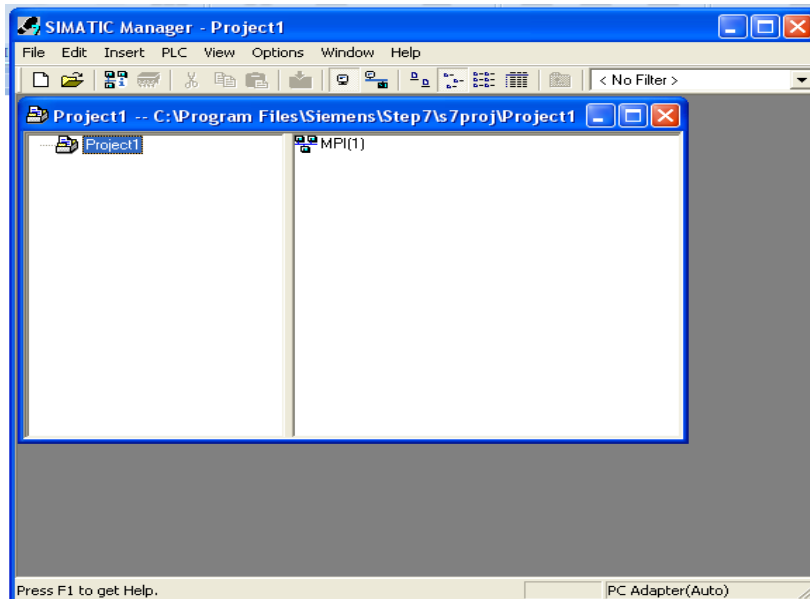 SIMATIC Manager - Project1
File Edit Insert PLC View Options Window Help
< No Filter >
Project1 -- C:\Program Files\Siemens\Step7\s7proj\Project1
Project1 MPI(1)
Press F1 to get Help. PC Adapter(Auto)